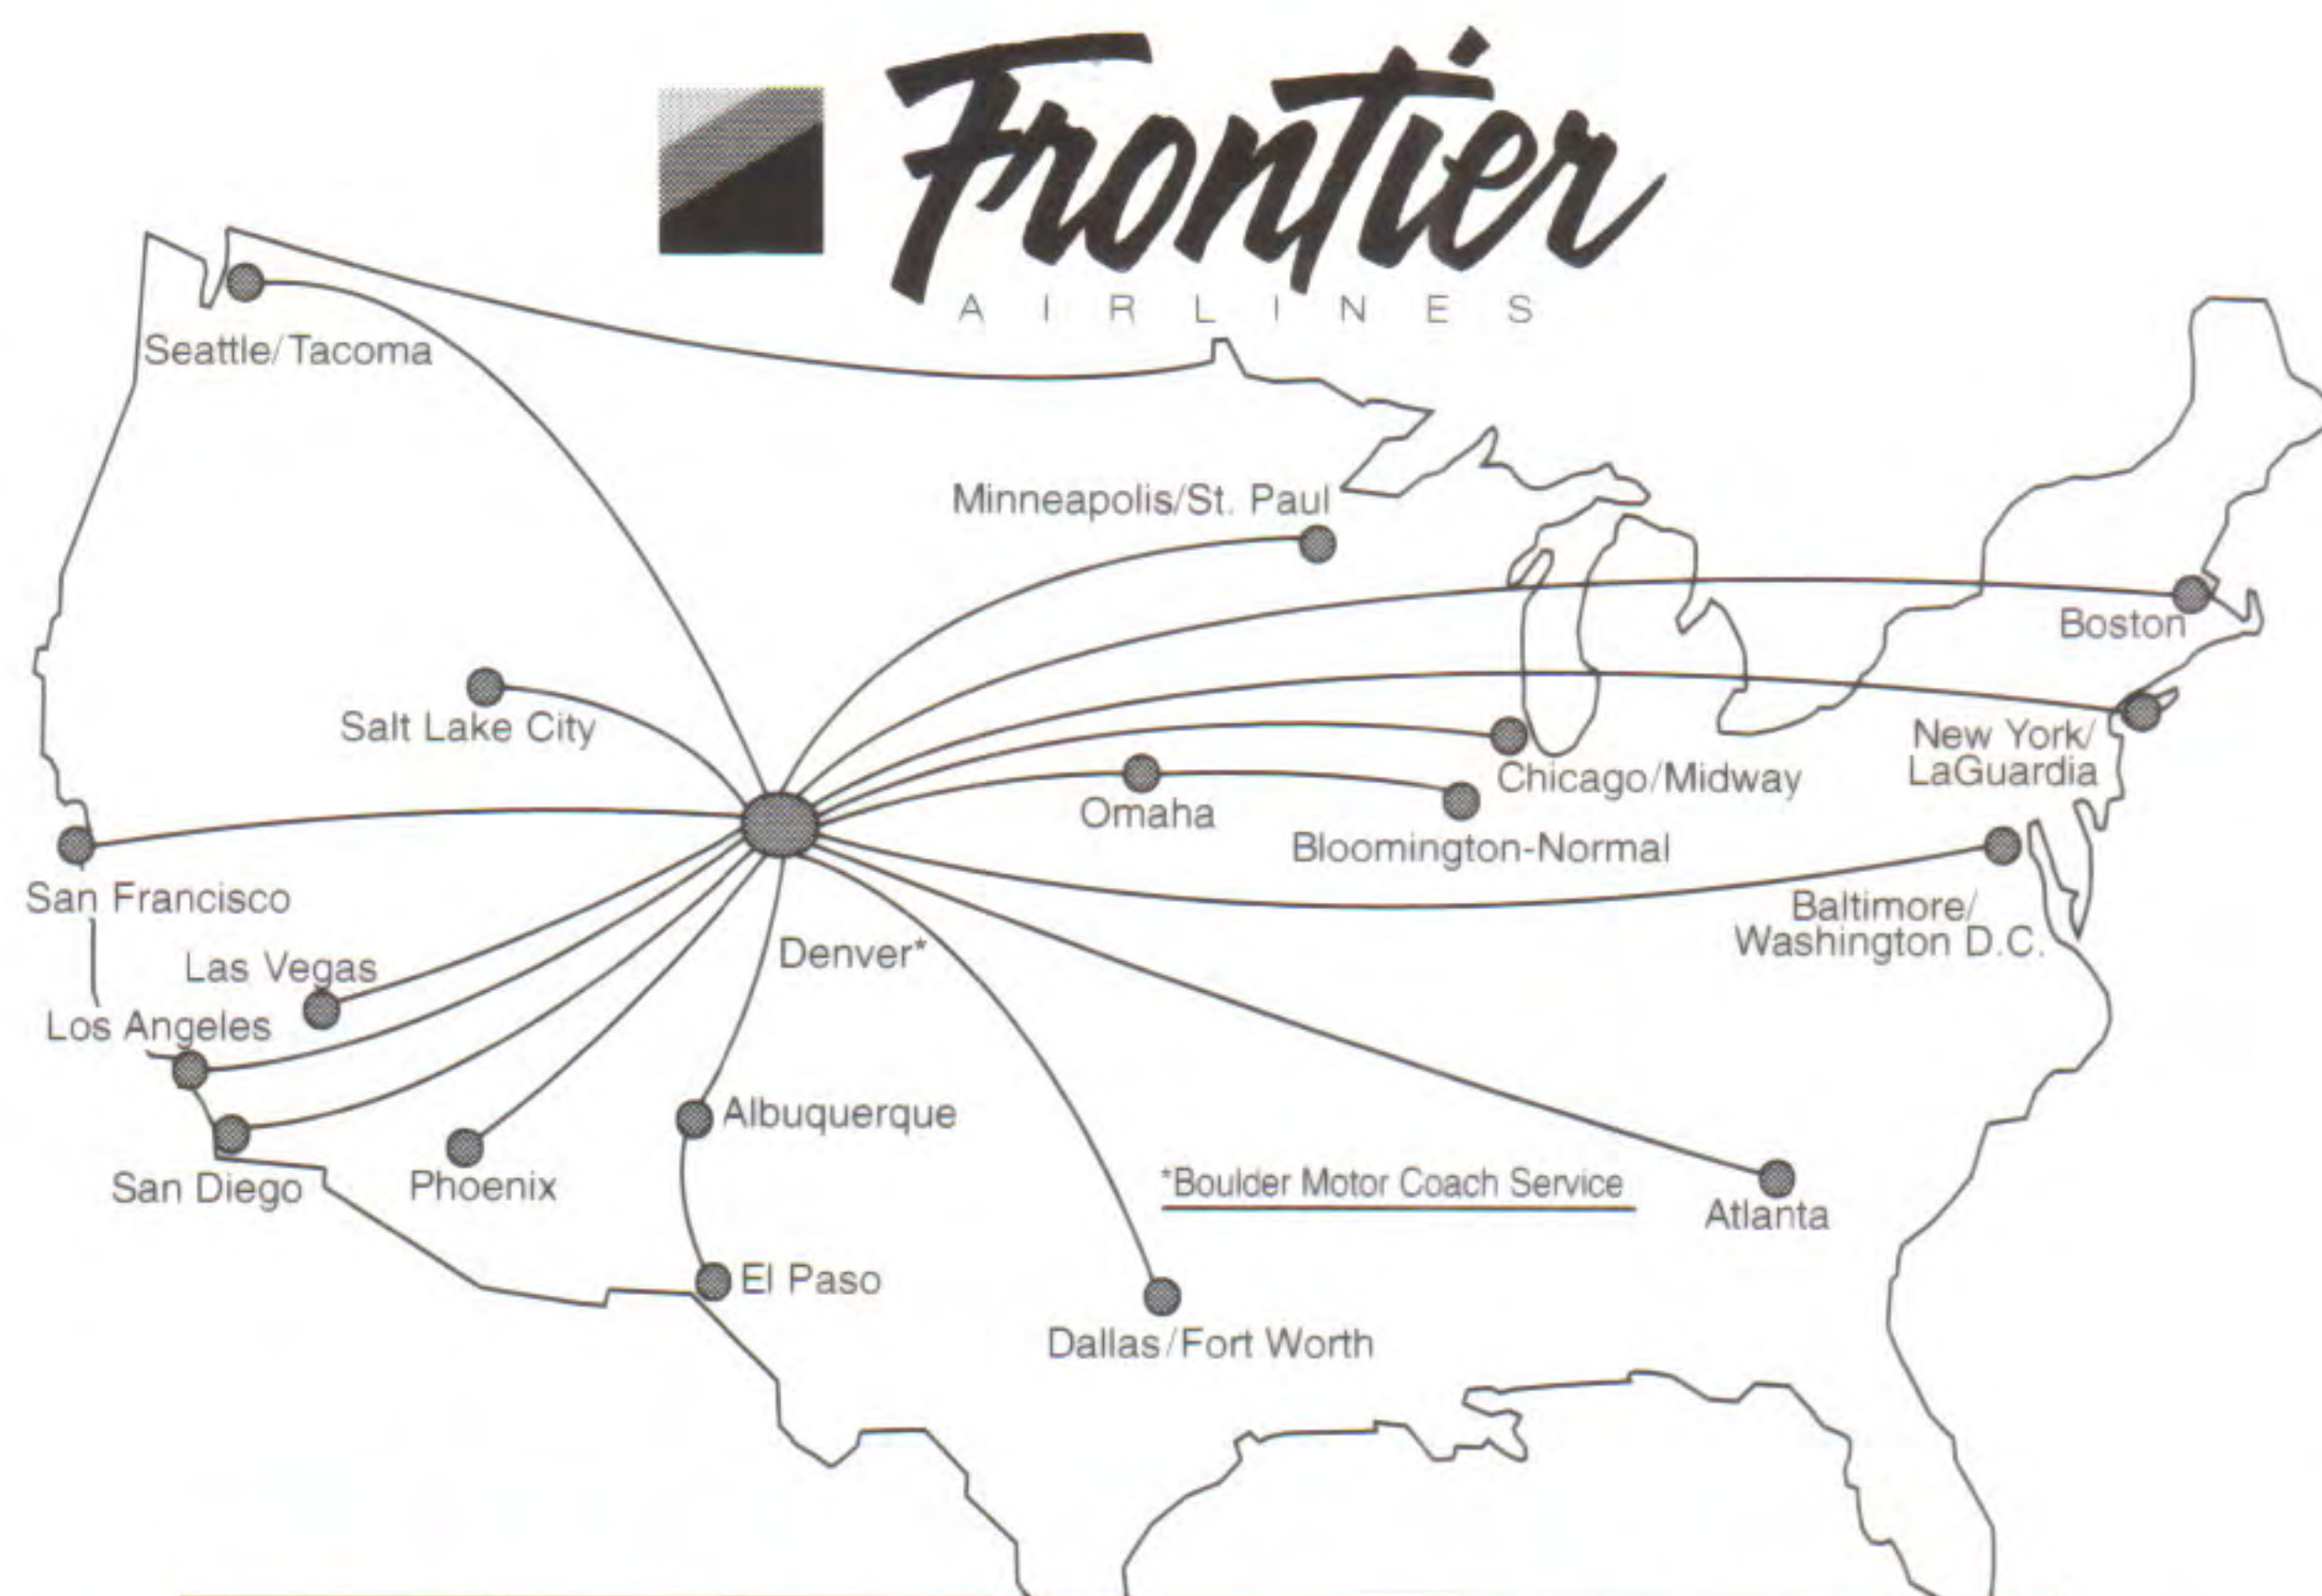 Frontier
AIRLINES
Seattle/Tacoma
Minneapolis/St. Paul
Boston
Salt Lake City
New York/
LaGuardia
Chicago/Midway
Omaha
Bloomington-Normal
San Francisco
Baltimore/
Washington D.C.
Denver*
Las Vegas
Los Angeles
Albuquerque
San Diego
Phoenix
*Boulder Motor Coach Service
Atlanta
El Paso
Dallas/Fort Worth